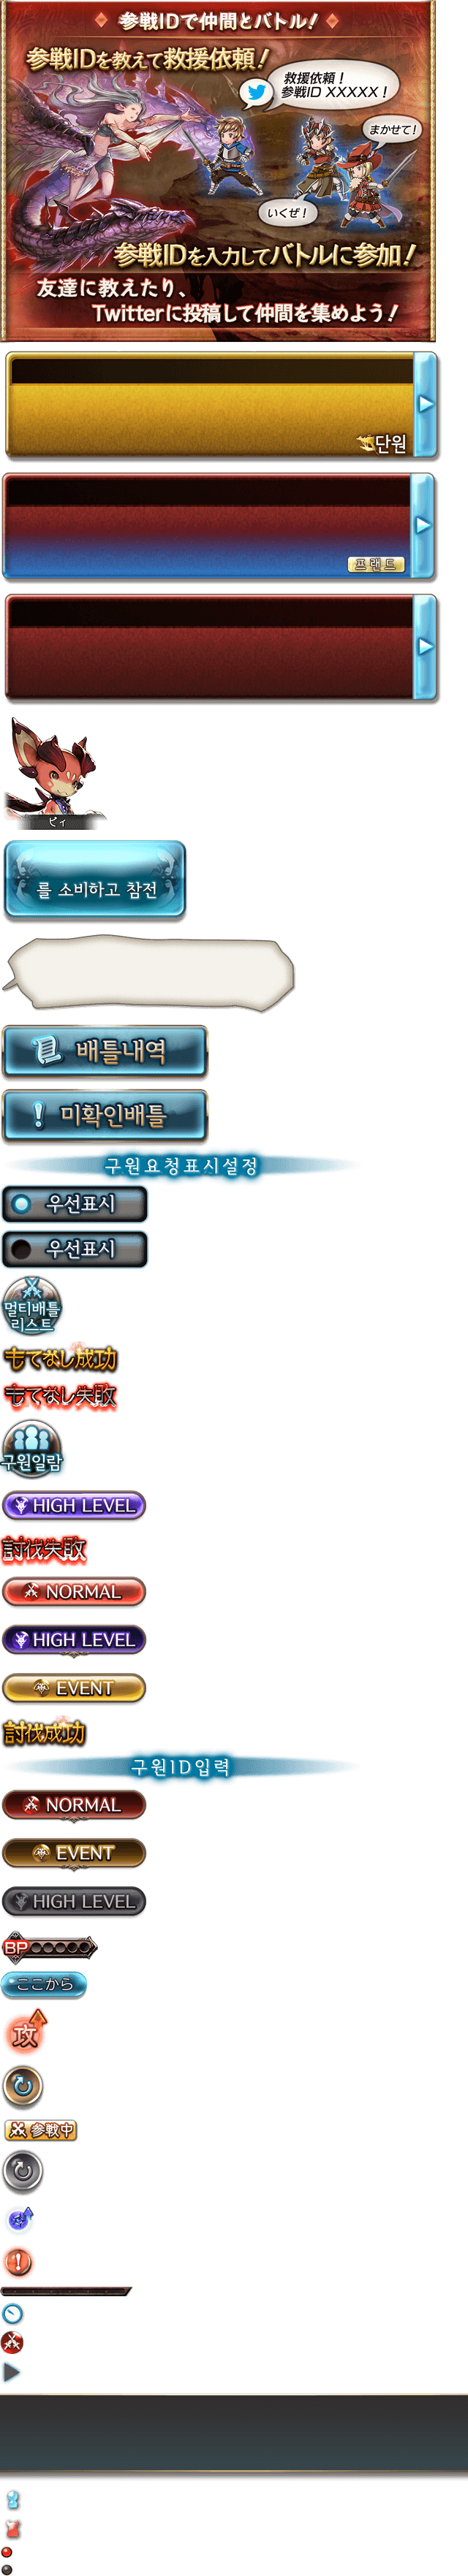 参戦IDで仲間とバトル!
参戦IDを教えて救援依頼!
救援依頼!
参戦ID XXXXX!
まかせて!
いくぜ!
参戦IDを入力してバトルに参加!
友達に教えたり、
Twitterに投稿して仲間を集めよう!
단원
프랜드
ビィ
를 소비하고 참전
배틀내역
미확인배틀
구원요청표시설정
우선표시
우선표시
멀티배틀
리스트
もてなし成功
もてなし失敗
구원일람
HIGH LEVEL
討伐失敗
NORMAL
HIGH LEVEL
EVENT
討伐成功
구원ID입력
NORMAL
EVENT
HIGH LEVEL
BP
ここから
攻
参戦中